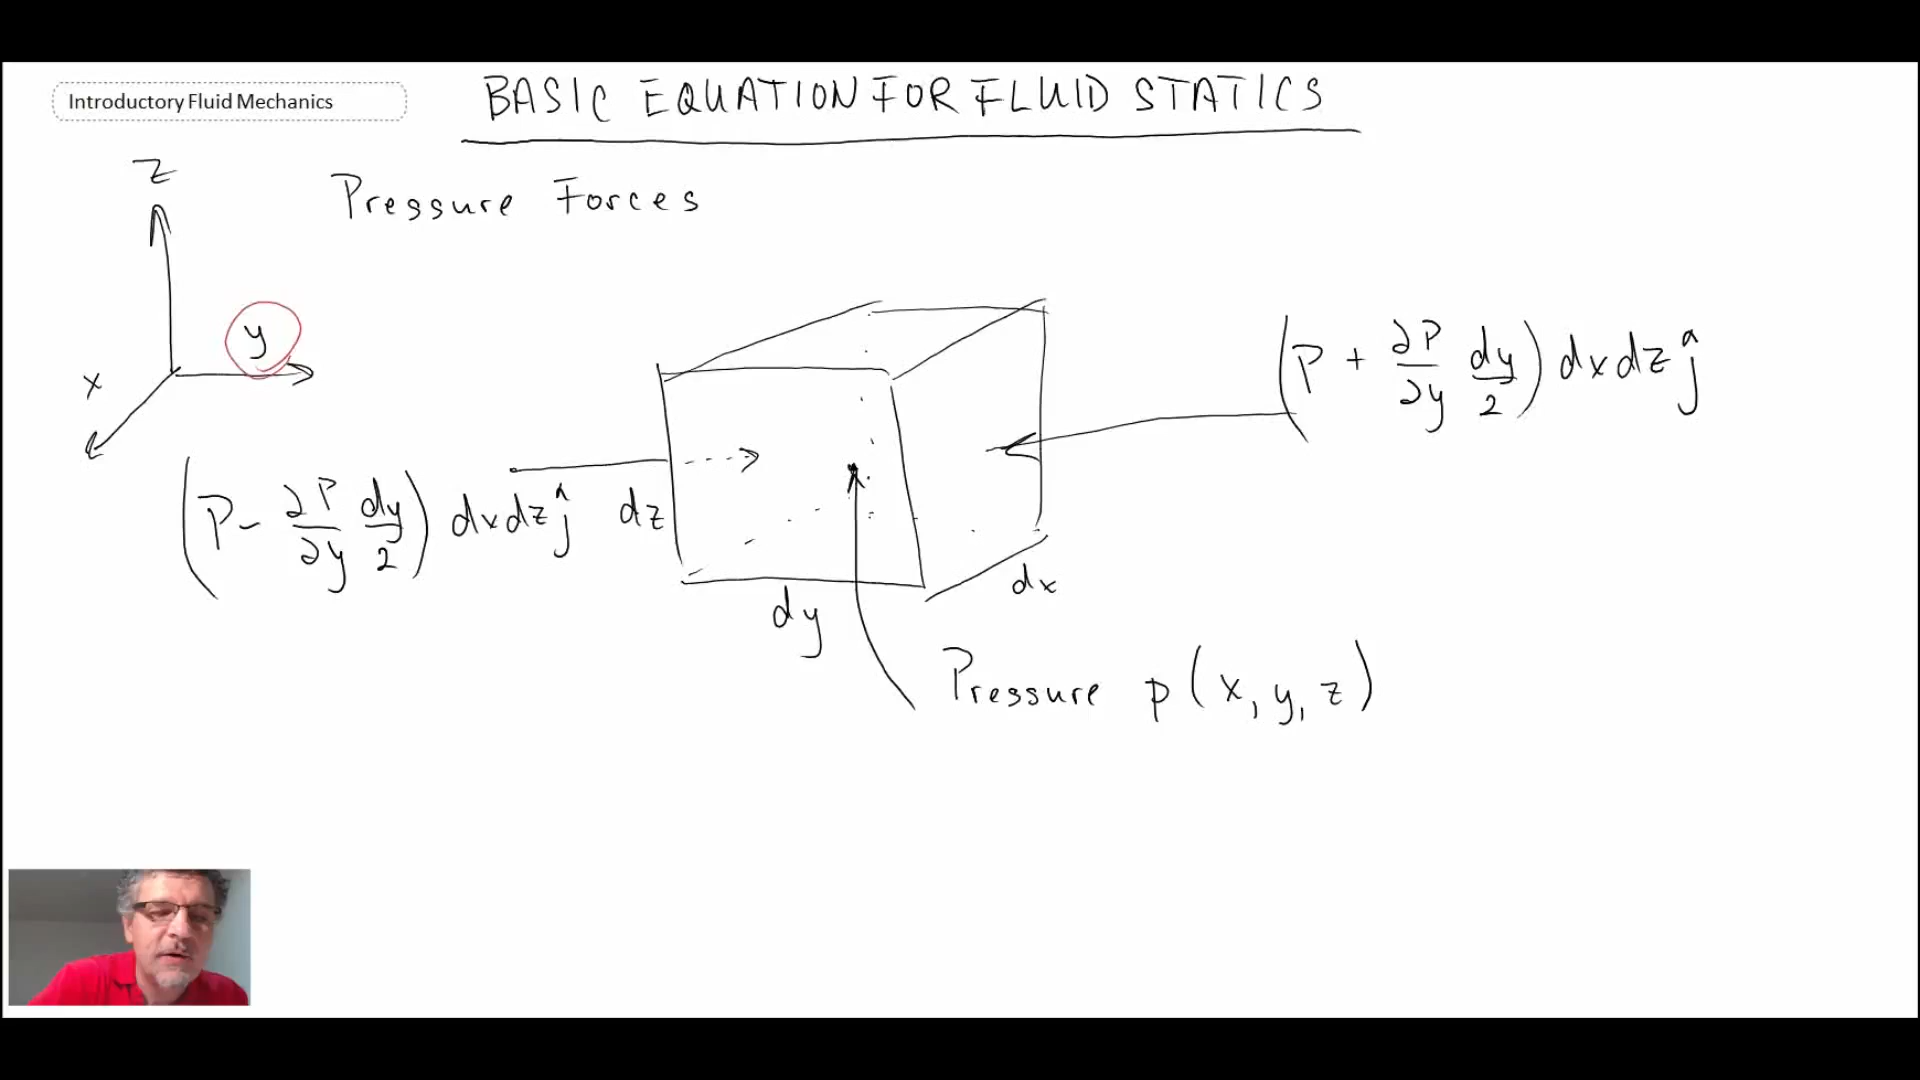 Introductory Fluid Mechanics
BASIC EQUATION FOR FLUID STATICS
z
Pressure Forces
y
x
(P + ∂P/∂y dy/2) dxdz ĵ
(P - ∂P/∂y dy/2) dxdz ĵ
dz
dx
dy
Pressure p(x, y, z)